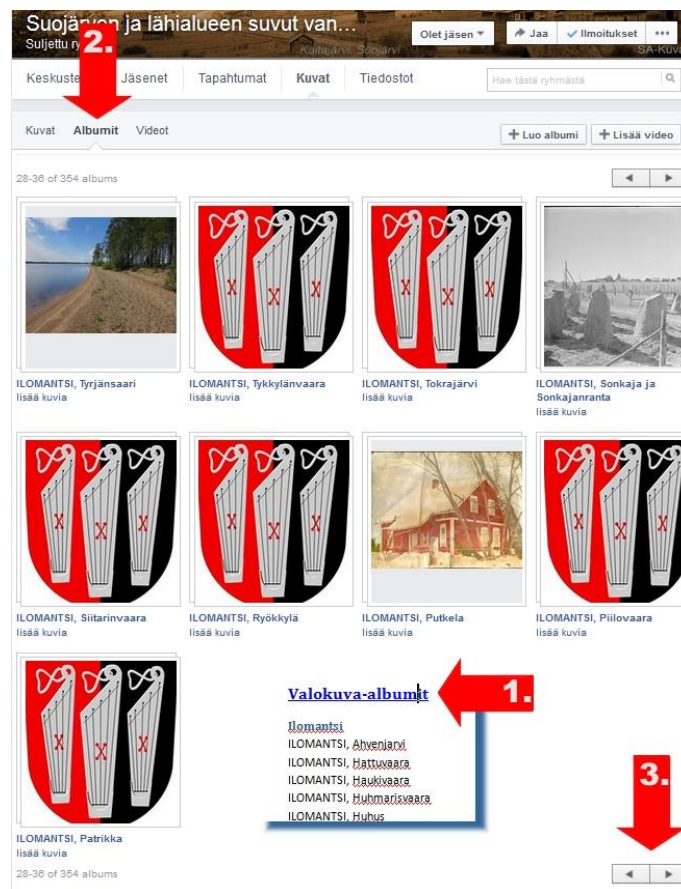 Suojärven ja lähialueen suvut van...
Suljettu
2.
Kaitajärvi, Suojärvi
SA-Kuva
Olet jäsen
Jaa
Ilmoitukset
Jäsenet
Tapahtumat
Kuvat
Tiedostot
Hae tästä ryhmästä
Kuvat
Albumit
Videot
+ Luo albumi
+ Lisää video
28-36 of 354 albums
ILOMANTSI, Tyrjänsaari
lisää kuvia
ILOMANTSI, Tykkylänvaara
lisää kuvia
ILOMANTSI, Tokrajärvi
lisää kuvia
ILOMANTSI, Sonkaja ja
Sonkajanranta
lisää kuvia
ILOMANTSI, Siitarinvaara
lisää kuvia
ILOMANTSI, Ryökkylä
lisää kuvia
ILOMANTSI, Putkela
lisää kuvia
ILOMANTSI, Piilovaara
lisää kuvia
Valokuva-albumit
1.
Ilomantsi
ILOMANTSI, Ahvenjarvi
ILOMANTSI, Hattuvaara
ILOMANTSI, Haukivaara
ILOMANTSI, Huhmarisvaara
ILOMANTSI, Huhus
3.
ILOMANTSI, Patrikka
lisää kuvia
28-36 of 354 albums